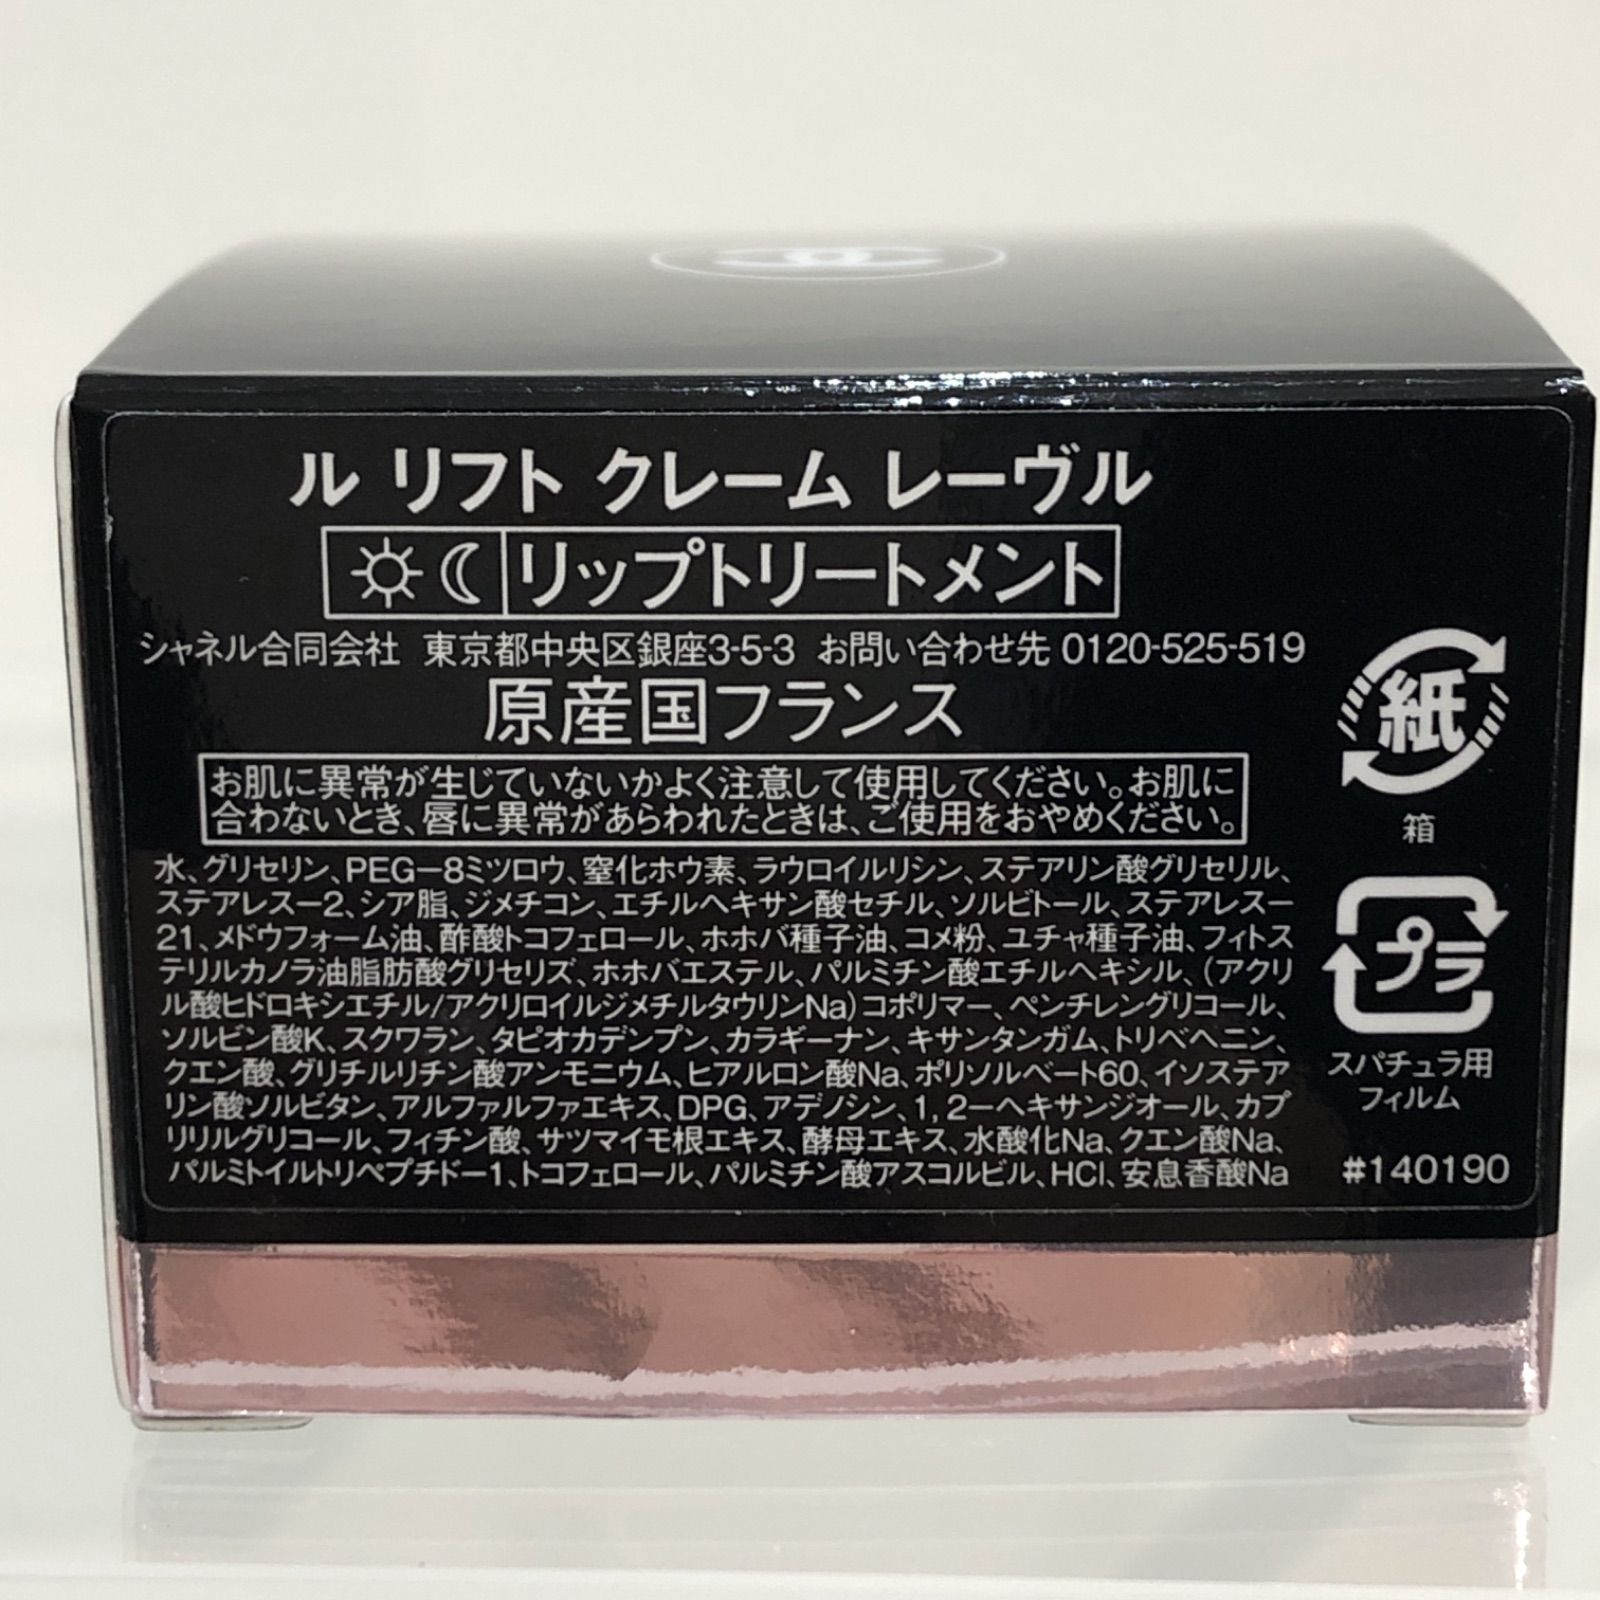 ル リフト クレーム レーヴル
リップトリートメント
シャネル合同会社 東京都中央区銀座3-5-3 お問い合わせ先 0120-525-519
原産国フランス
お肌に異常が生じていないかよく注意して使用してください。お肌に
合わないとき、唇に異常があらわれたときは、ご使用をおやめください。
水、グリセリン、PEG-8ミツロウ、窒化ホウ素、ラウロイルリシン、ステアリン酸グリセリル、
ステアレス-2、シア脂、ジメチコン、エチルヘキサン酸セチル、ソルビトール、ステアレス-
21、メドウフォーム油、酢酸トコフェロール、ホホバ種子油、コメ粉、ユチャ種子油、フィトス
テリルカノラ油脂肪酸グリセリズ、ホホバエステル、パルミチン酸エチルヘキシル、(アクリ
ル酸ヒドロキシエチル/アクリロイルジメチルタウリンNa)コポリマー、ペンチレングリコール、
ソルビン酸K、スクワラン、タピオカデンプン、カラギーナン、キサンタンガム、トリベヘニン、
クエン酸、グリチルリチン酸アンモニウム、ヒアルロン酸Na、ポリソルベート60、イソステア
リン酸ソルビタン、アルファルファエキス、DPG、アデノシン、1,2-ヘキサンジオール、カプ
リリルグリコール、フィチン酸、サツマイモ根エキス、酵母エキス、水酸化Na、クエン酸Na、
パルミトイルトリペプチド-1、トコフェロール、パルミチン酸アスコルビル、HCl、安息香酸Na
紙
箱
プラ
スパチュラ用
フィルム
#140190